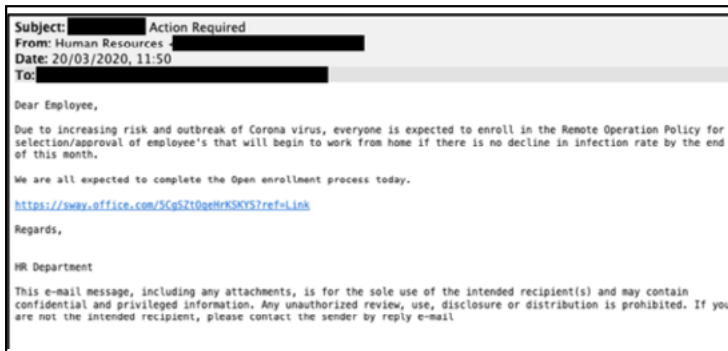 Subject: Action Required
From: Human Resources
Date: 20/03/2020, 11:50
To:
Dear Employee,
Due to increasing risk and outbreak of Corona virus, everyone is expected to enroll in the Remote Operation Policy for
selection/approval of employee's that will begin to work from home if there is no decline in infection rate by the end
of this month.
We are all expected to complete the Open enrollment process today.
https://sway.office.com/5CgSZtOqeHrKSKYS?ref=Link
Regards,
HR Department
This e-mail message, including any attachments, is for the sole use of the intended recipient(s) and may contain
confidential and privileged information. Any unauthorized review, use, disclosure or distribution is prohibited. If you
are not the intended recipient, please contact the sender by reply e-mail